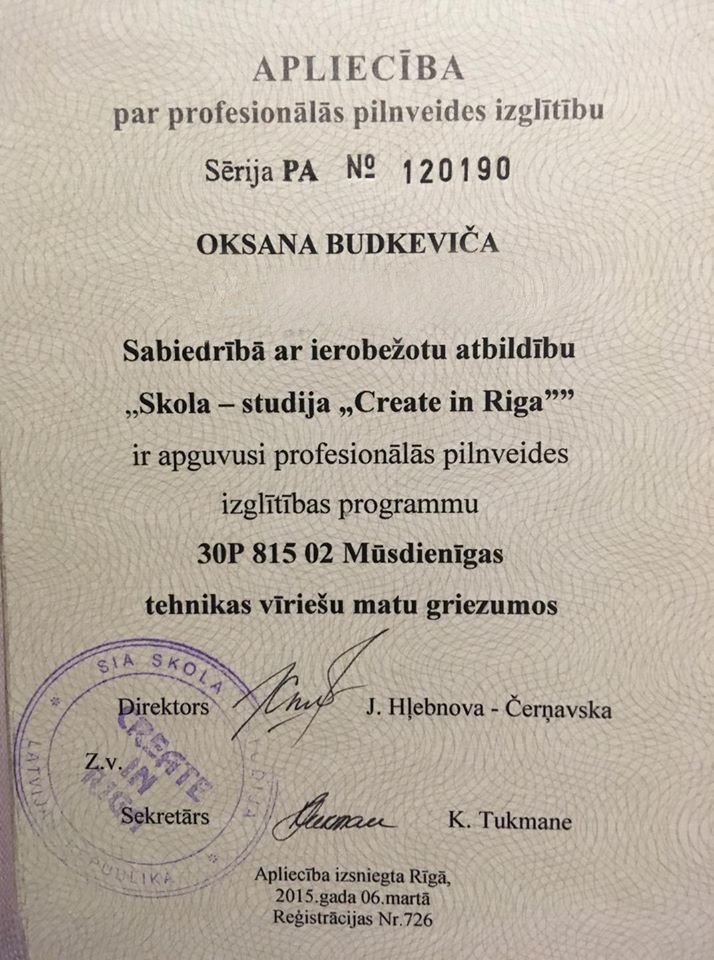 APLIECĪBA
par profesionālās pilnveides izglītību
Sērija PA Nº 120190
OKSANA BUDKEVIČA
Sabiedrībā ar ierobežotu atbildību
„Skola – studija „Create in Riga””
ir apguvusi profesionālās pilnveides
izglītības programmu
30P 815 02 Mūsdienīgas
tehnikas vīriešu matu griezumos
SIA SKOLA
Direktors J. Hļebnova - Čerņavska
CREATE
IN
RIGA
Z.v.
Sekretārs K. Tukmane
Apliecība izsniegta Rīgā,
2015.gada 06.martā
Reģistrācijas Nr.726